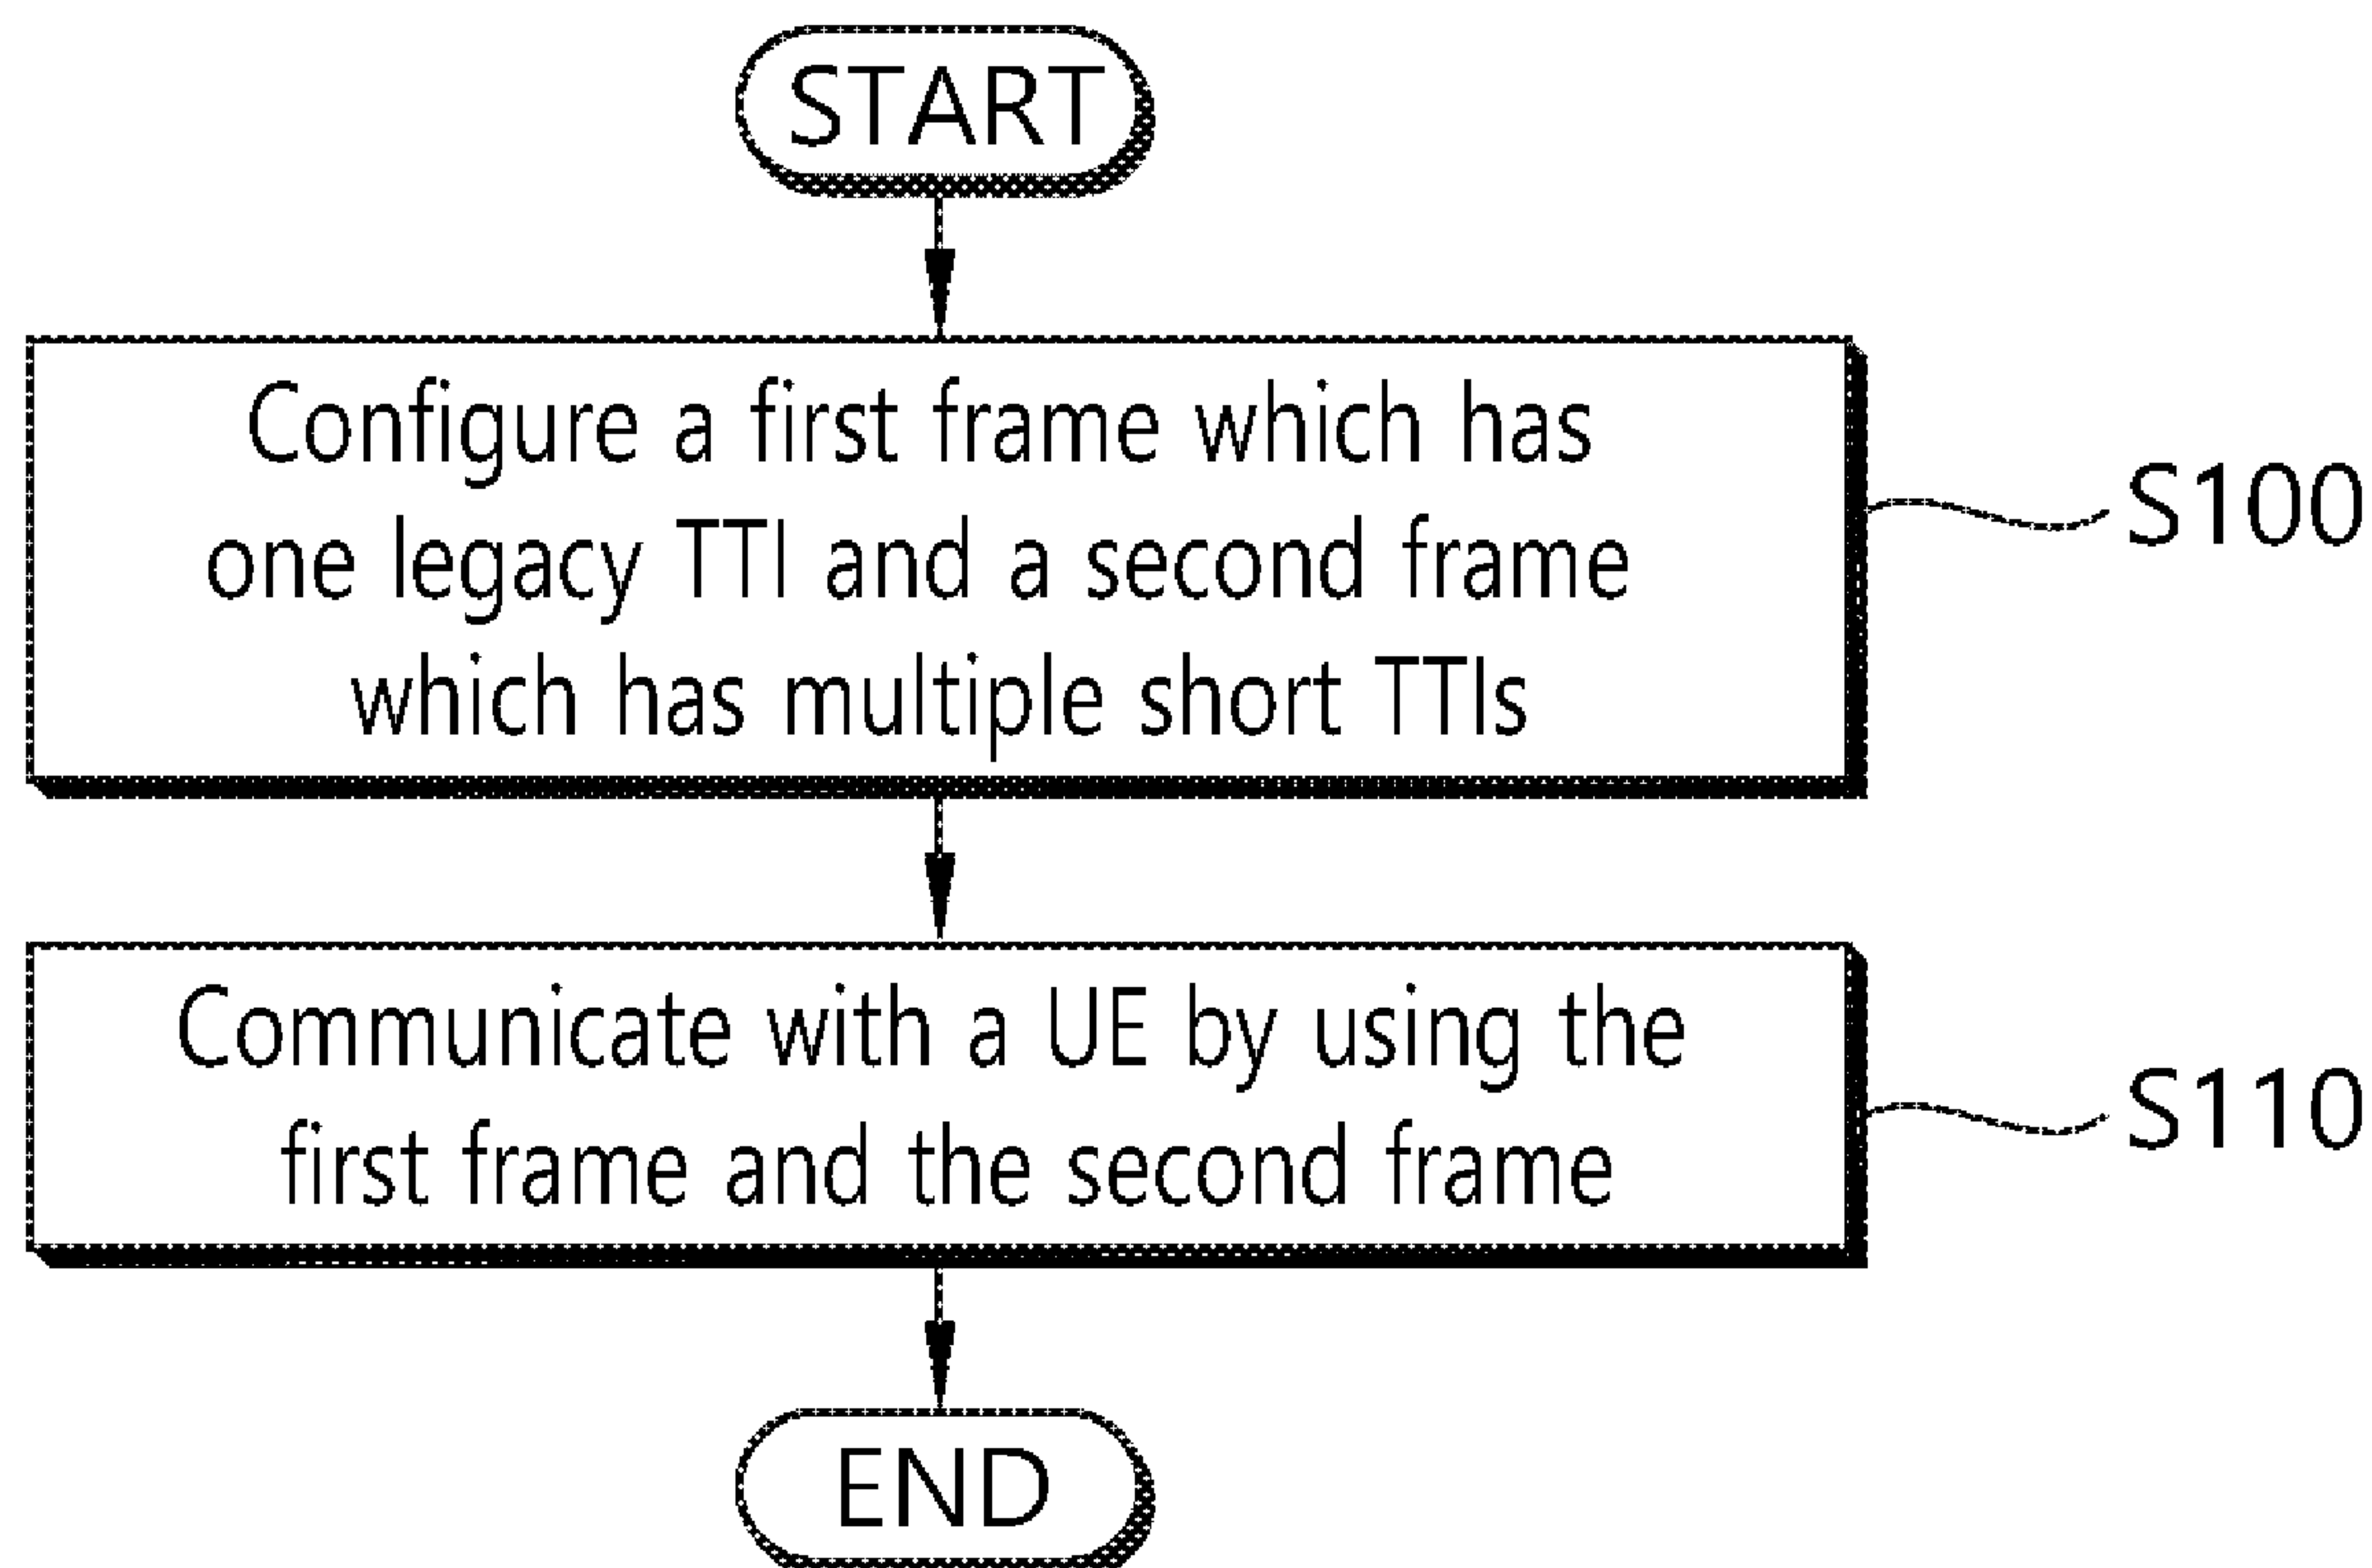 START
Configure a first frame which has
one legacy TTI and a second frame
which has multiple short TTIs
S100
Communicate with a UE by using the
first frame and the second frame
S110
END